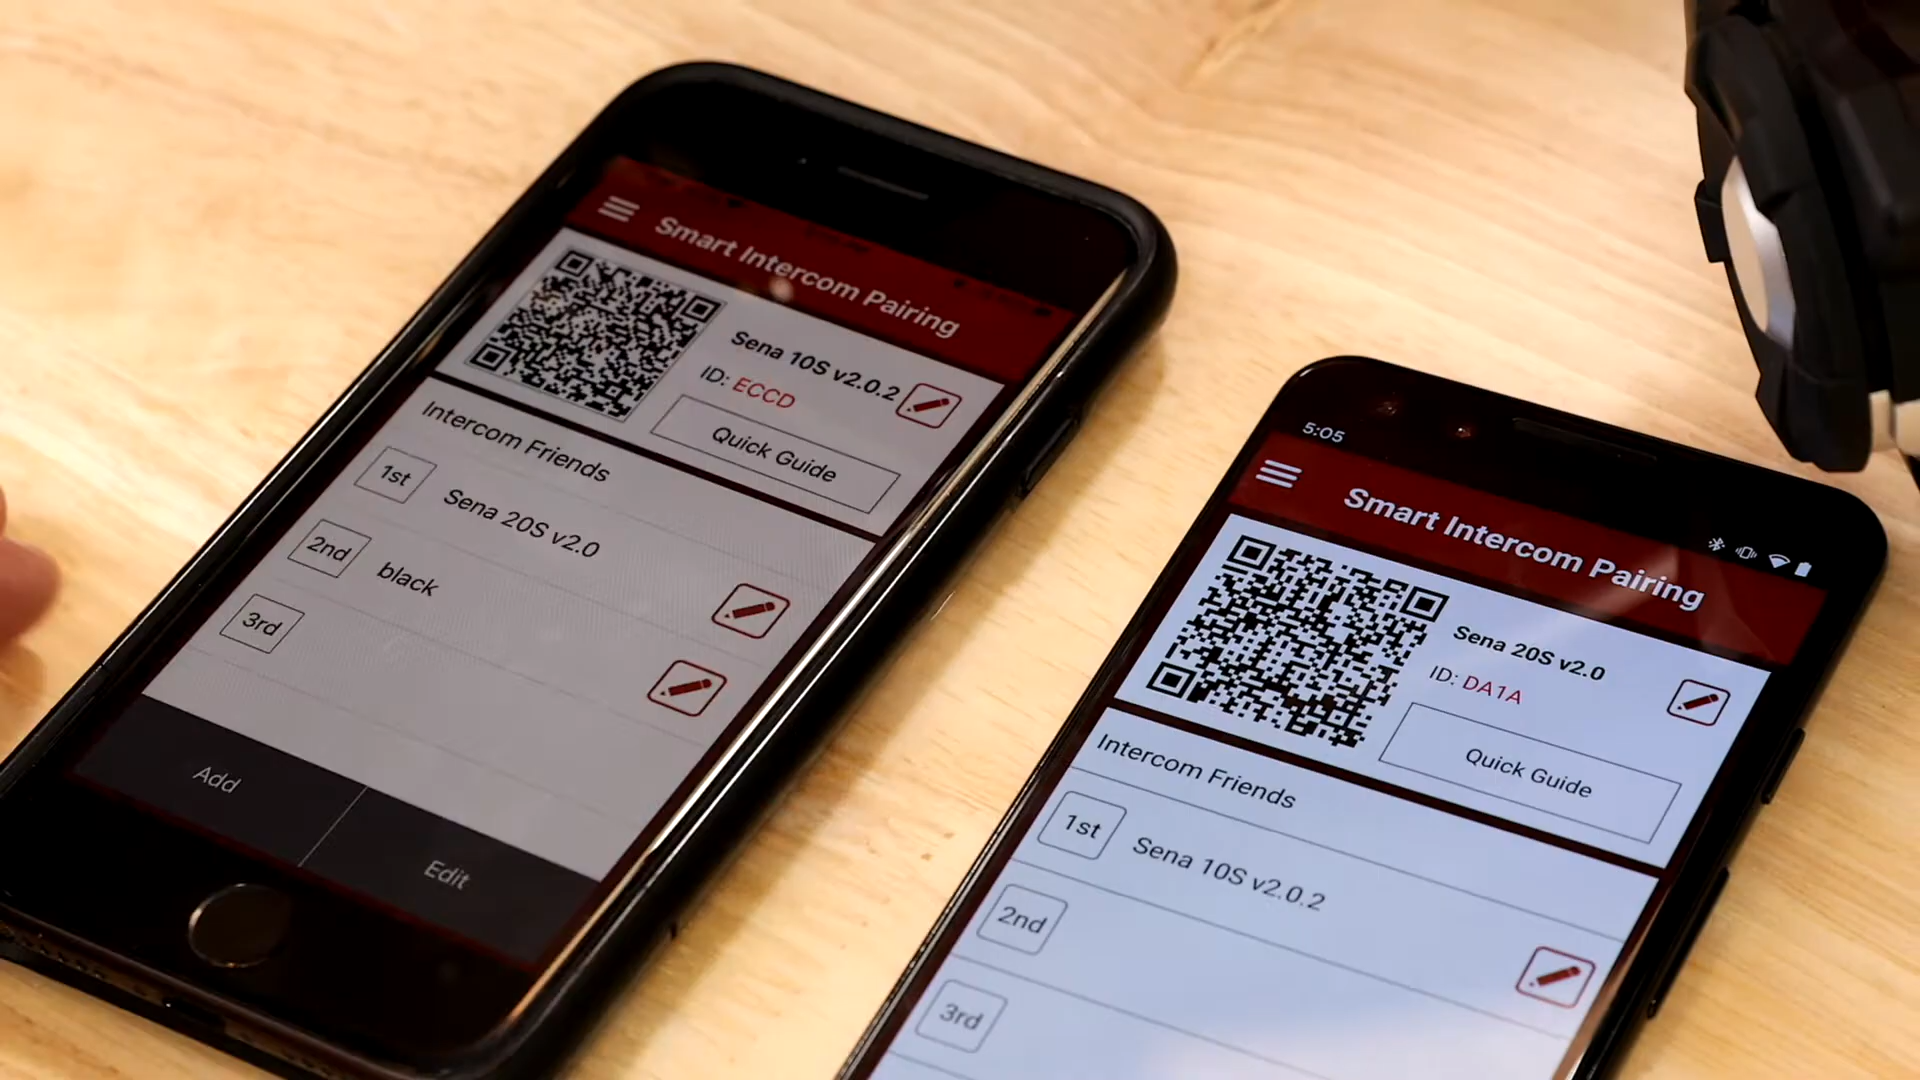 Smart Intercom Pairing
Sena 10S v2.0.2
ID: ECCD
Quick Guide
Intercom Friends
1st Sena 20S v2.0
2nd black
3rd
Add Edit
5:05
Smart Intercom Pairing
Sena 20S v2.0
ID: DA1A
Quick Guide
Intercom Friends
1st Sena 10S v2.0.2
2nd
3rd